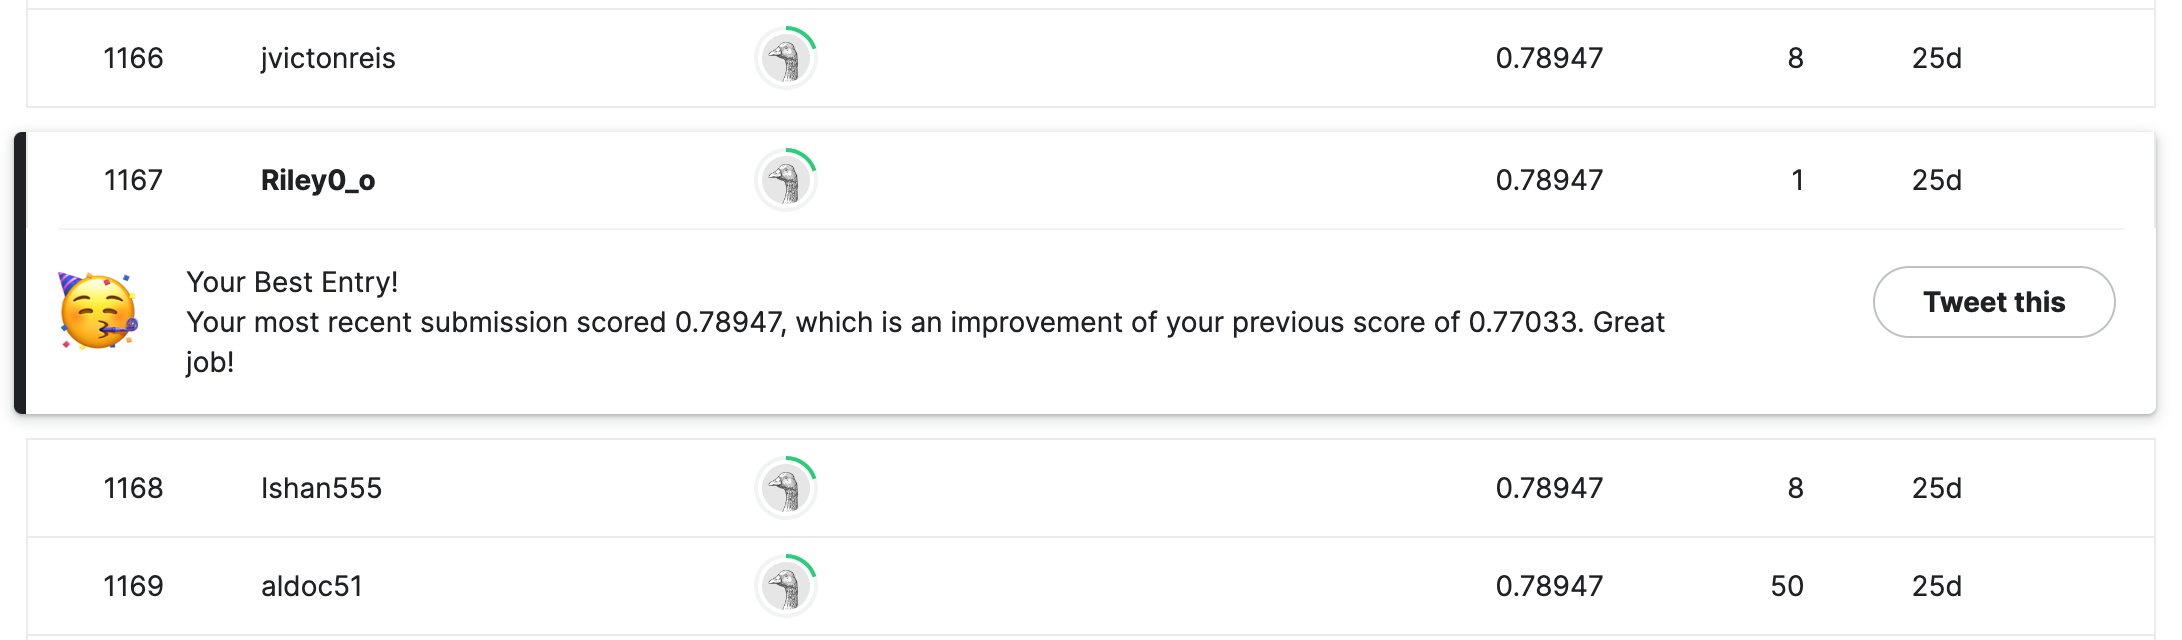 1166 jvictonreis 0.78947 8 25d
1167 Riley0_o 0.78947 1 25d
Your Best Entry!
Your most recent submission scored 0.78947, which is an improvement of your previous score of 0.77033. Great
job!
Tweet this
1168 Ishan555 0.78947 8 25d
1169 aldoc51 0.78947 50 25d